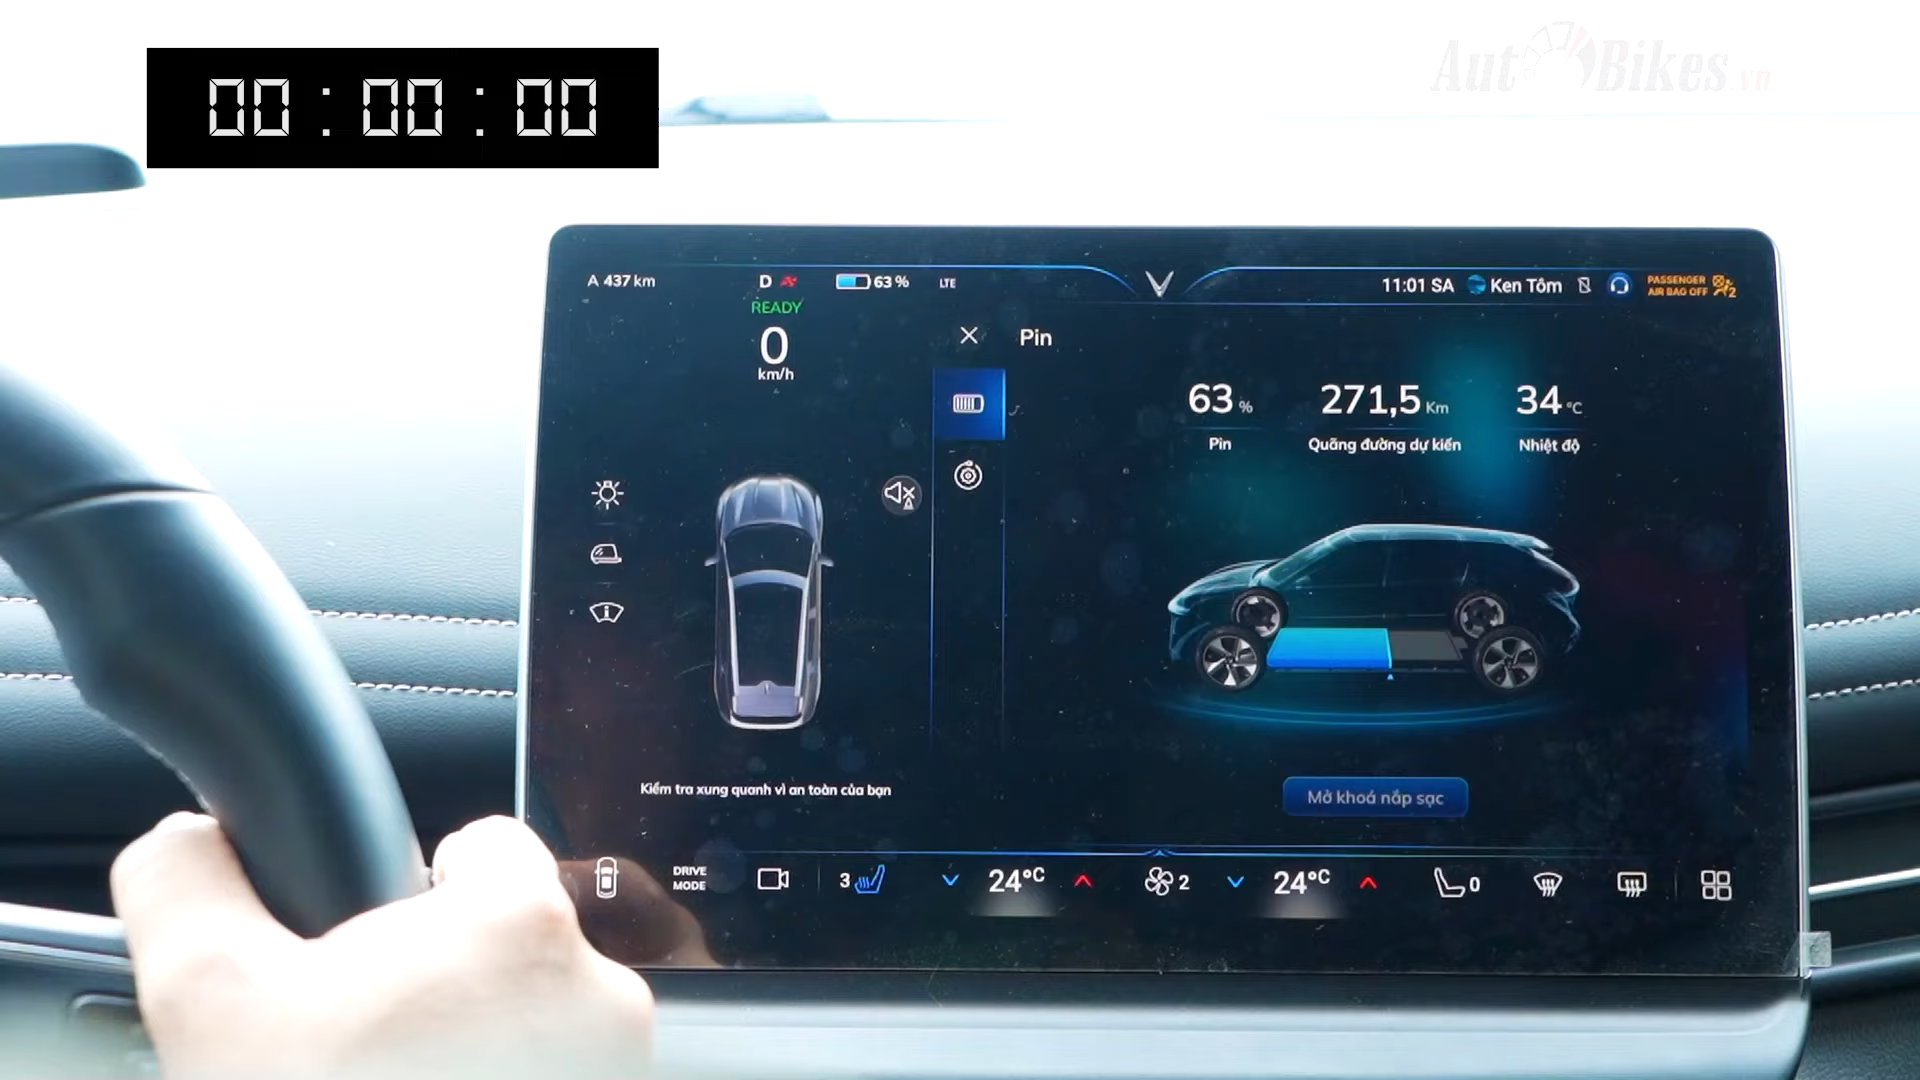 00 : 00 : 00
AutoBikes.vn
A 437 km
D
63 %
LTE
11:01 SA
Ken Tôm
PASSENGER
AIR BAG OFF
2
READY
0
km/h
Pin
63 %
271,5 Km
34 °C
Pin
Quãng đường dự kiến
Nhiệt độ
Kiểm tra xung quanh vì an toàn của bạn
Mở khoá nắp sạc
DRIVE
MODE
3
24°C
2
24°C
0